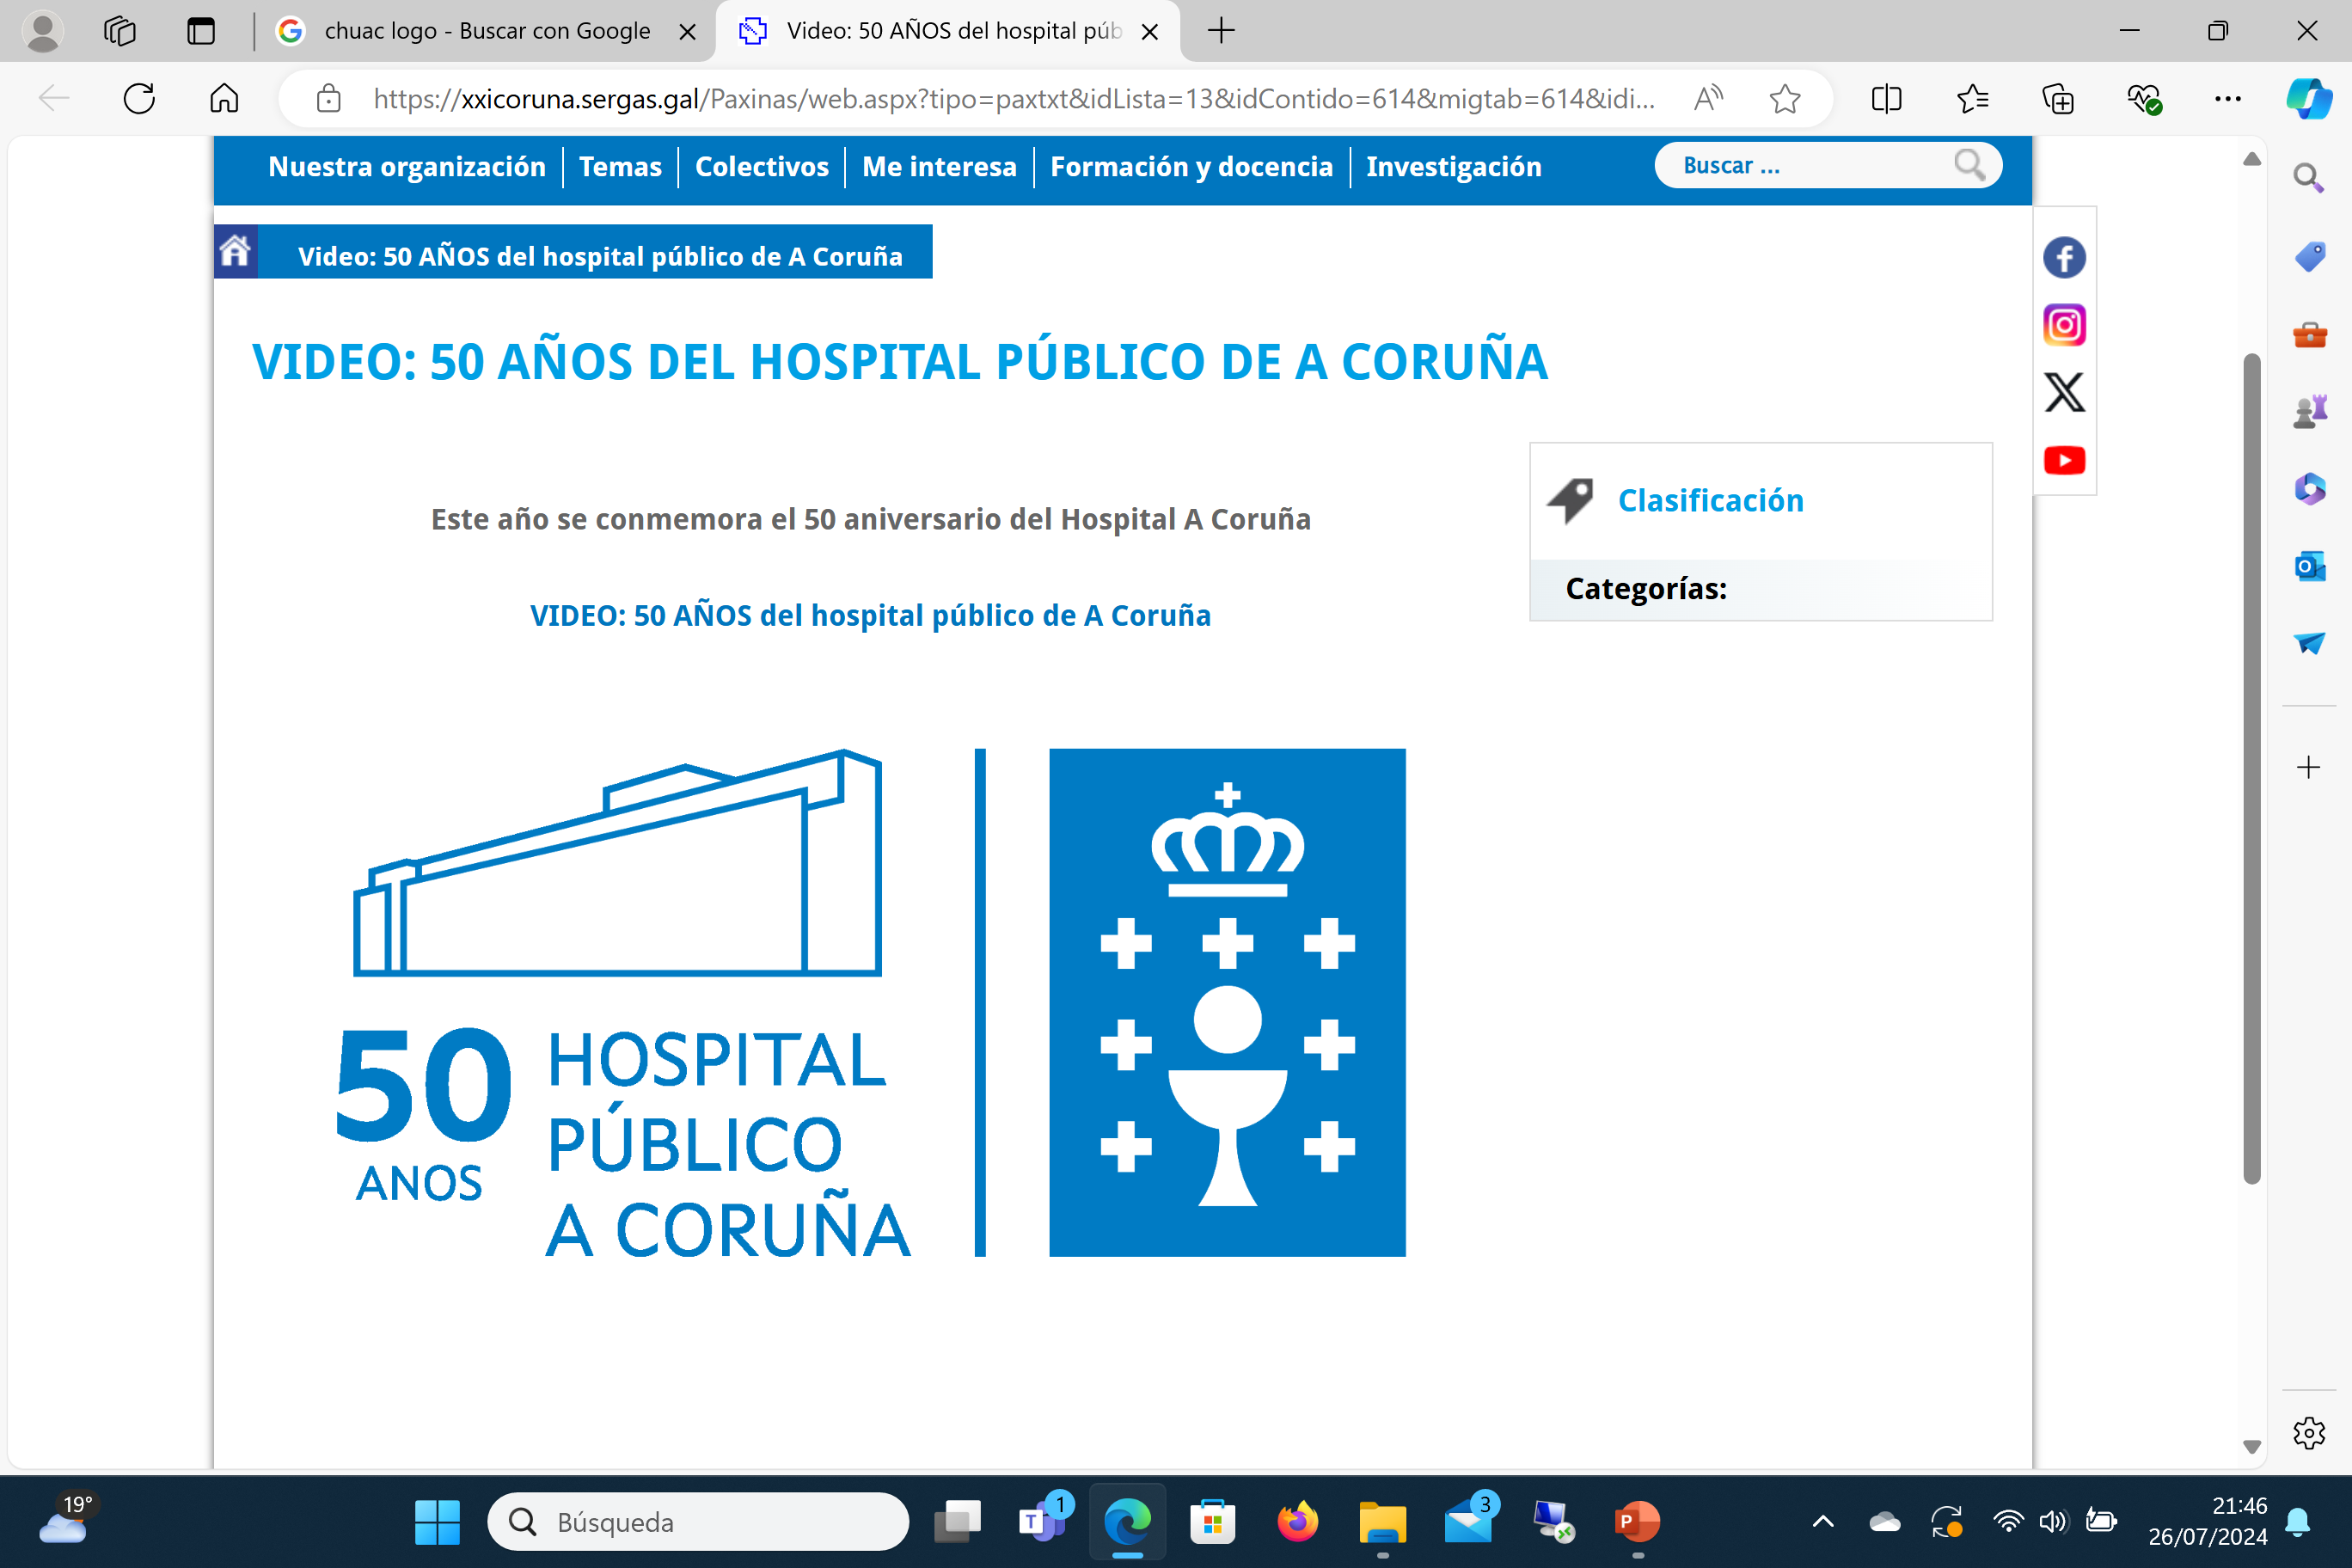 chuac logo - Buscar con Google
Video: 50 AÑOS del hospital púb
https://xxicoruna.sergas.gal/Paxinas/web.aspx?tipo=paxtxt&idLista=13&idContido=614&migtab=614&idi...
Nuestra organización
Temas
Colectivos
Me interesa
Formación y docencia
Investigación
Buscar ...
Video: 50 AÑOS del hospital público de A Coruña
VIDEO: 50 AÑOS DEL HOSPITAL PÚBLICO DE A CORUÑA
Este año se conmemora el 50 aniversario del Hospital A Coruña
VIDEO: 50 AÑOS del hospital público de A Coruña
Clasificación
Categorías:
50
ANOS
HOSPITAL
PÚBLICO
A CORUÑA
19°
Búsqueda
1
3
21:46
26/07/2024